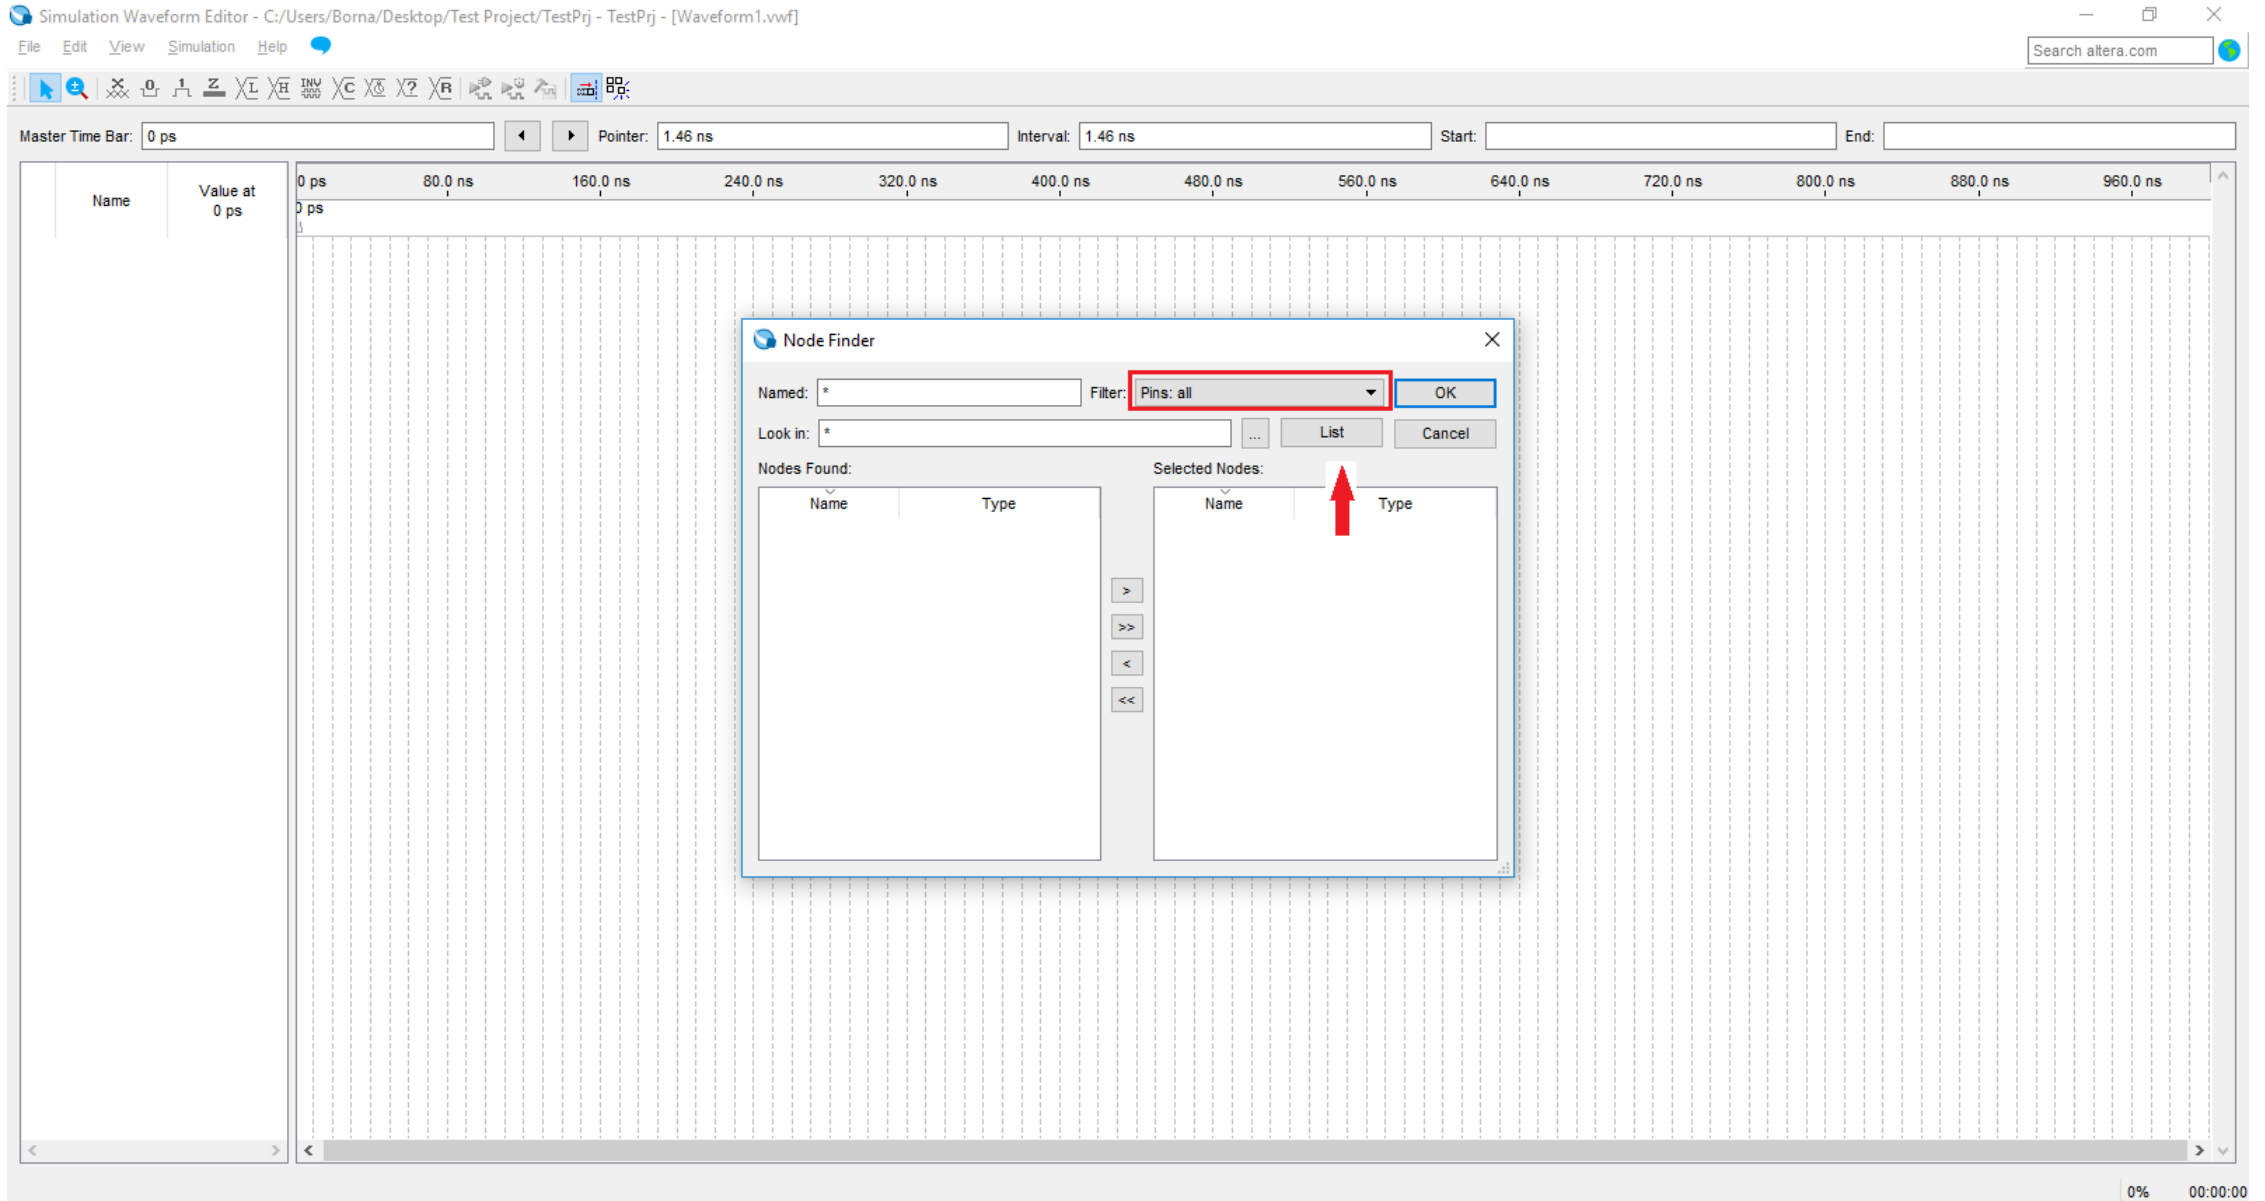 Simulation Waveform Editor - C:/Users/Borna/Desktop/Test Project/TestPrj - TestPrj - [Waveform1.vwf]
File Edit View Simulation Help
Search altera.com
Master Time Bar: 0 ps Pointer: 1.46 ns Interval: 1.46 ns Start: End:
Name Value at 0 ps
0 ps 80.0 ns 160.0 ns 240.0 ns 320.0 ns 400.0 ns 480.0 ns 560.0 ns 640.0 ns 720.0 ns 800.0 ns 880.0 ns 960.0 ns
0 ps
Node Finder
Named: * Filter: Pins: all OK
Look in: * ... List Cancel
Nodes Found: Selected Nodes:
Name Type Name Type
>
>>
<
<<
0% 00:00:00